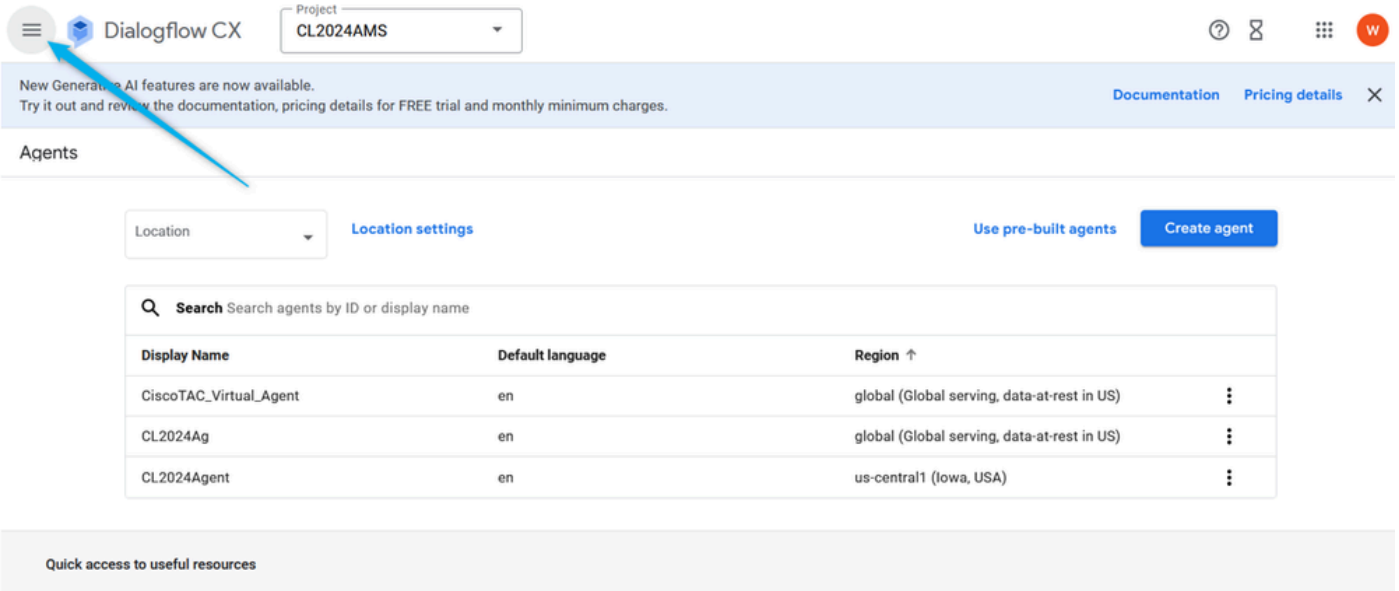 Dialogflow CX
Project
CL2024AMS
W
New Generative AI features are now available.
Try it out and review the documentation, pricing details for FREE trial and monthly minimum charges.
Documentation
Pricing details
Agents
Location
Location settings
Use pre-built agents
Create agent
Search Search agents by ID or display name
Display Name Default language Region
CiscoTAC_Virtual_Agent en global (Global serving, data-at-rest in US)
CL2024Ag en global (Global serving, data-at-rest in US)
CL2024Agent en us-central1 (Iowa, USA)
Quick access to useful resources